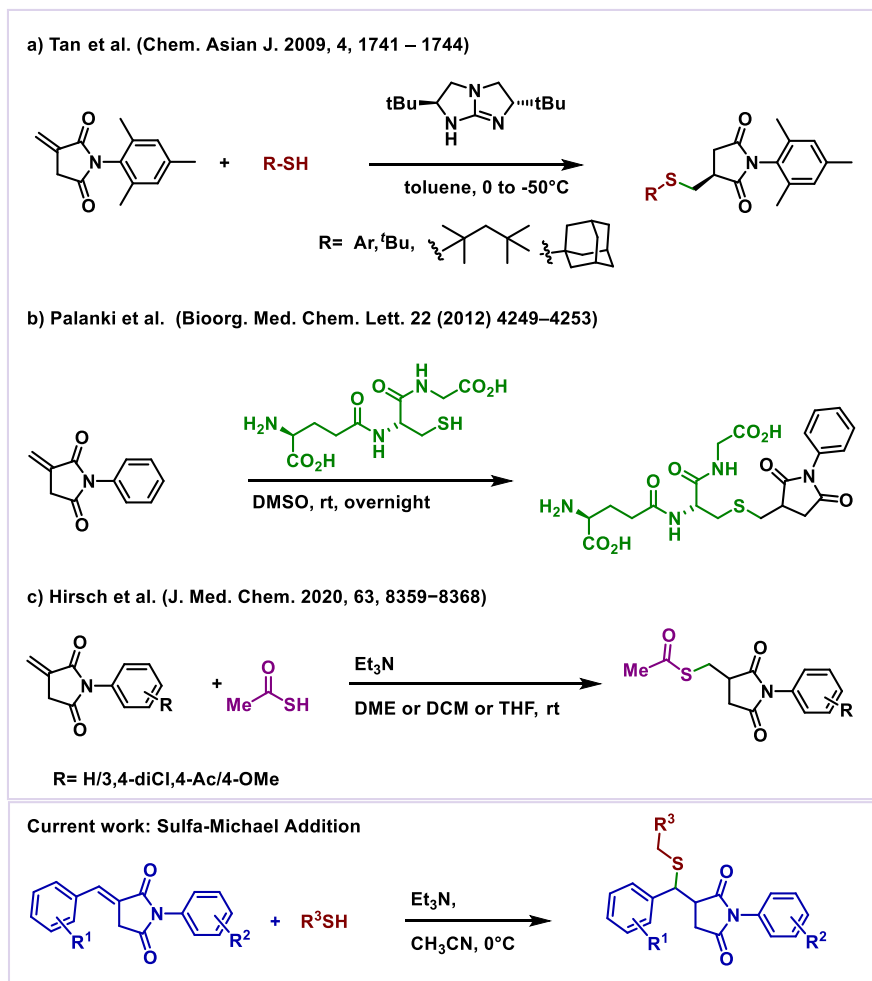 a) Tan et al. (Chem. Asian J. 2009, 4, 1741 – 1744)
tBu
N
tBu
N
H
N
O
N
O
+
R-SH
toluene, 0 to -50°C
O
N
O
S
R
R= Ar,ᵗBu,
b) Palanki et al. (Bioorg. Med. Chem. Lett. 22 (2012) 4249–4253)
O
N
O
H
N
CO₂H
O
O
H₂N
N
H
SH
CO₂H
DMSO, rt, overnight
CO₂H
O
NH
O
N
O
O
H₂N
N
H
S
CO₂H
c) Hirsch et al. (J. Med. Chem. 2020, 63, 8359−8368)
O
N
O
R
+
O
Me
SH
Et₃N
DME or DCM or THF, rt
O
Me
S
O
N
O
R
R= H/3,4-diCl,4-Ac/4-OMe
Current work: Sulfa-Michael Addition
O
N
O
R¹
R²
+
R³SH
Et₃N,
CH₃CN, 0°C
R³
S
O
N
O
R¹
R²